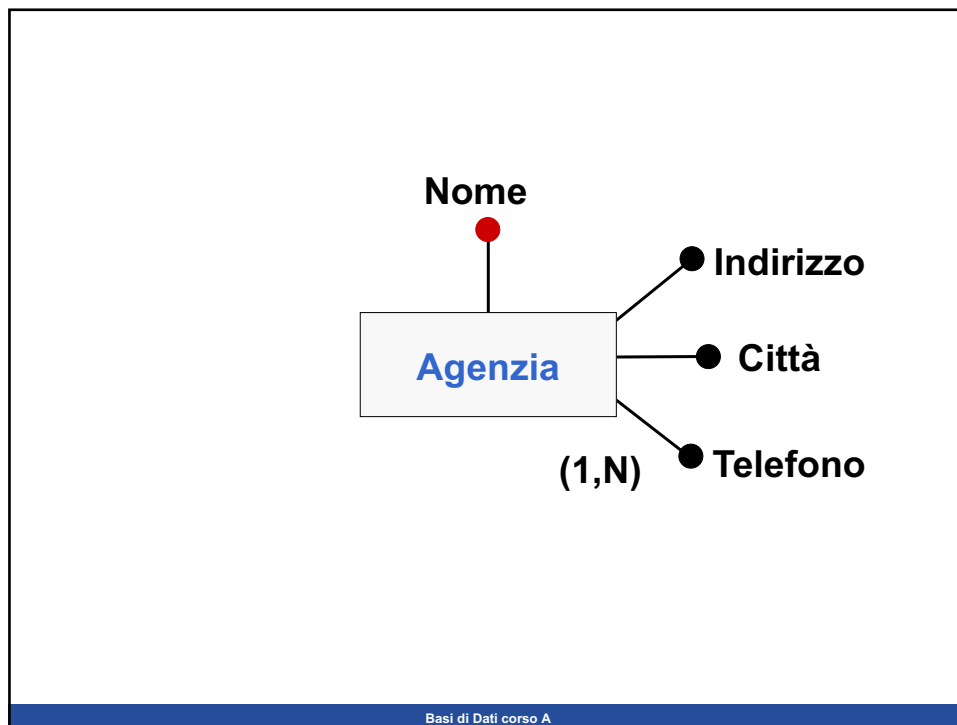 Nome
Indirizzo
Agenzia
Città
(1,N)
Telefono
Basi di Dati corso A